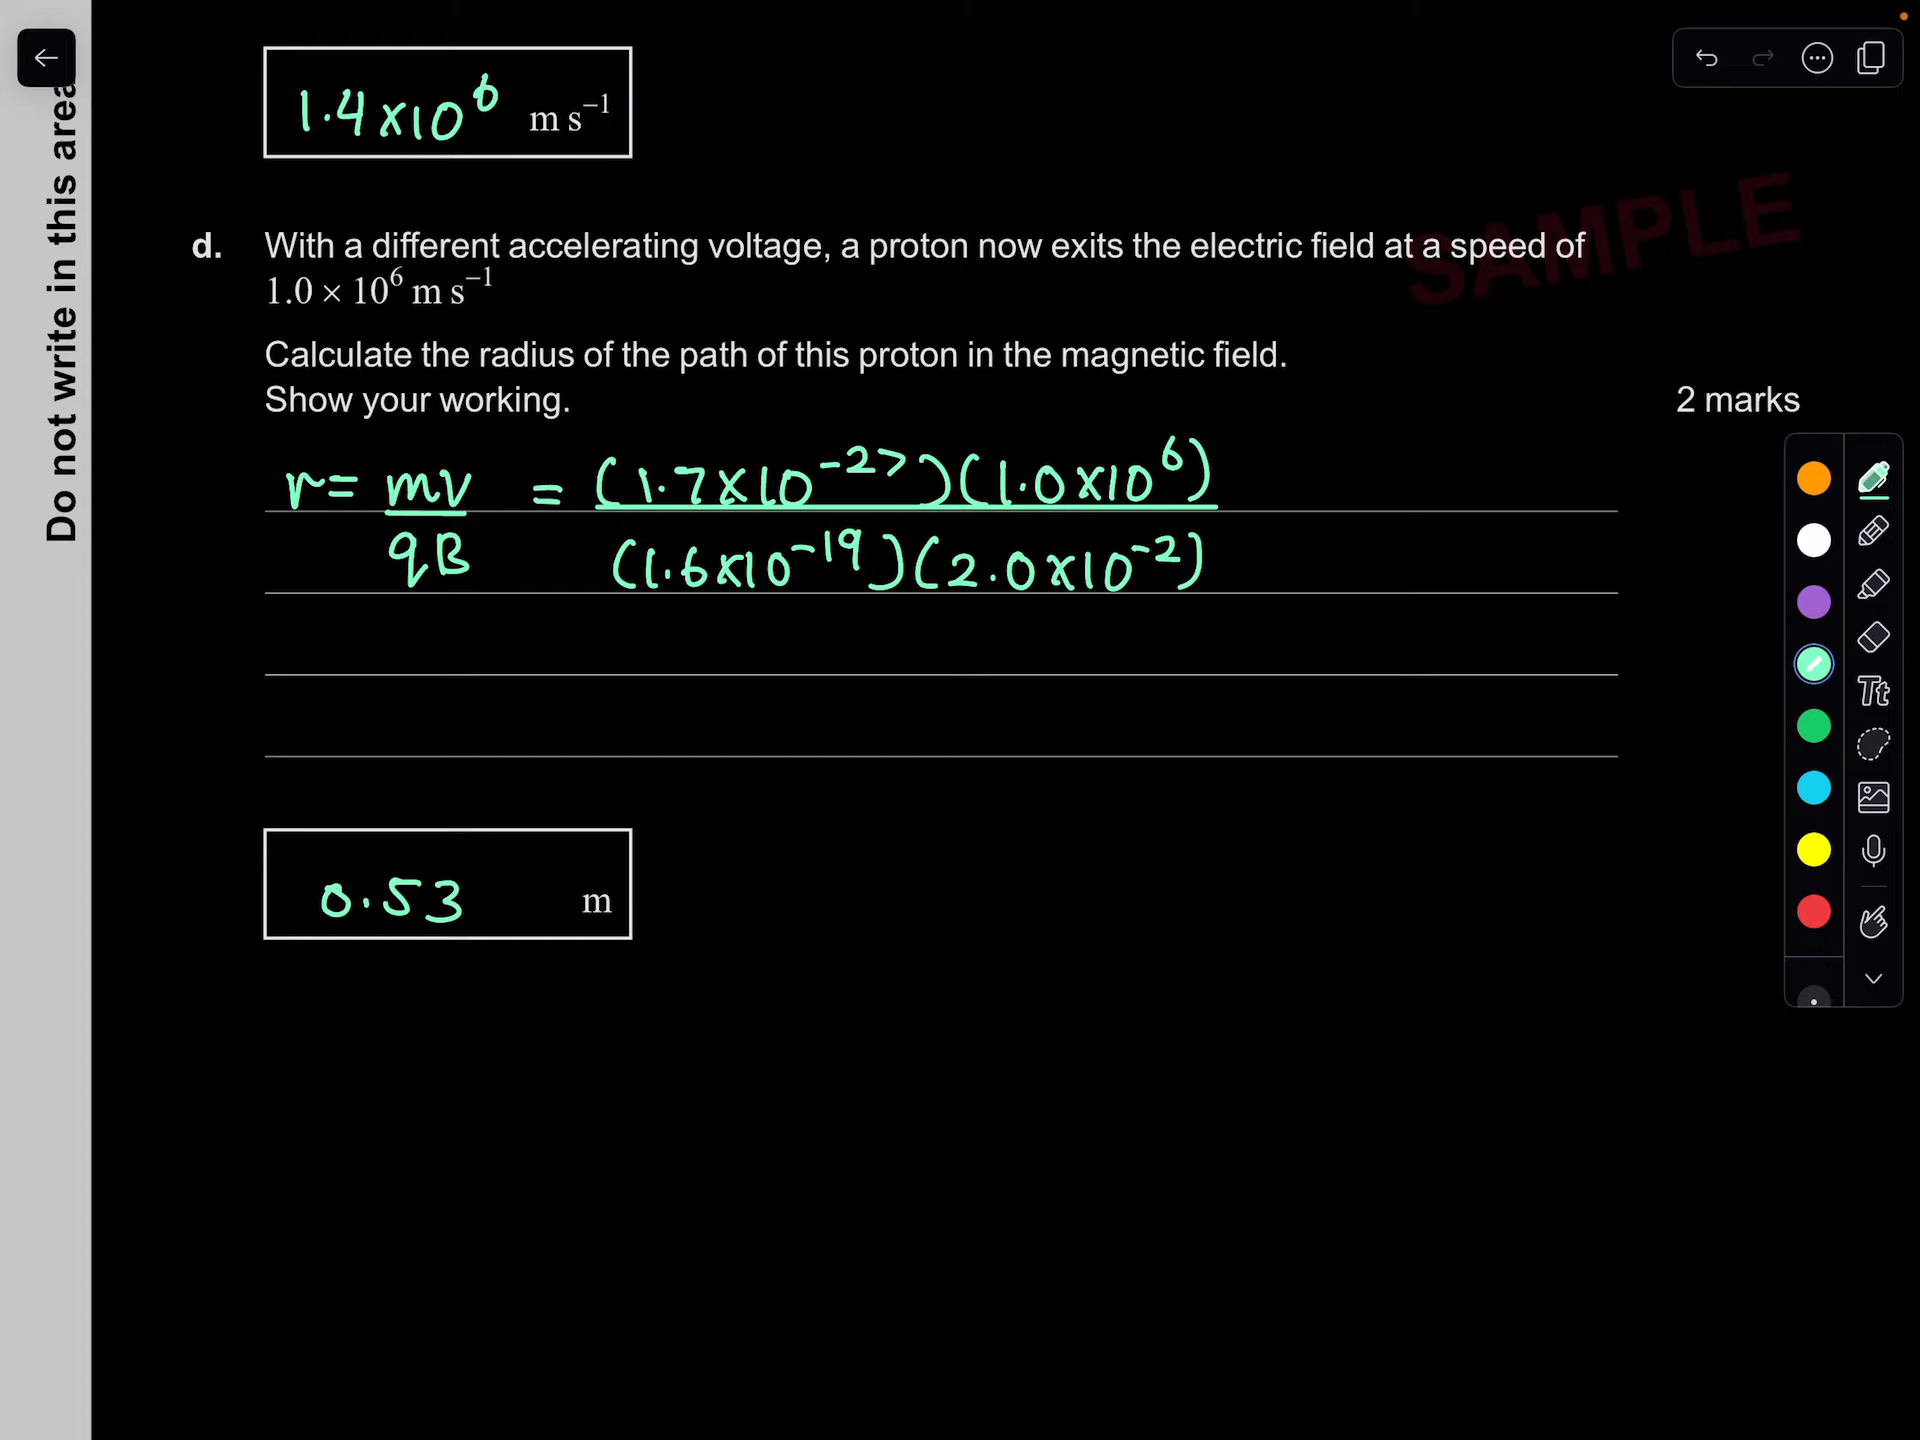 1.4×10⁶ m s⁻¹
SAMPLE
d. With a different accelerating voltage, a proton now exits the electric field at a speed of
1.0 × 10⁶ m s⁻¹
Calculate the radius of the path of this proton in the magnetic field.
Show your working. 2 marks
r = mv/qB = (1.7×10⁻²⁷)(1.0×10⁶)/(1.6×10⁻¹⁹)(2.0×10⁻²)
0.53 m
Do not write in this area
Tt